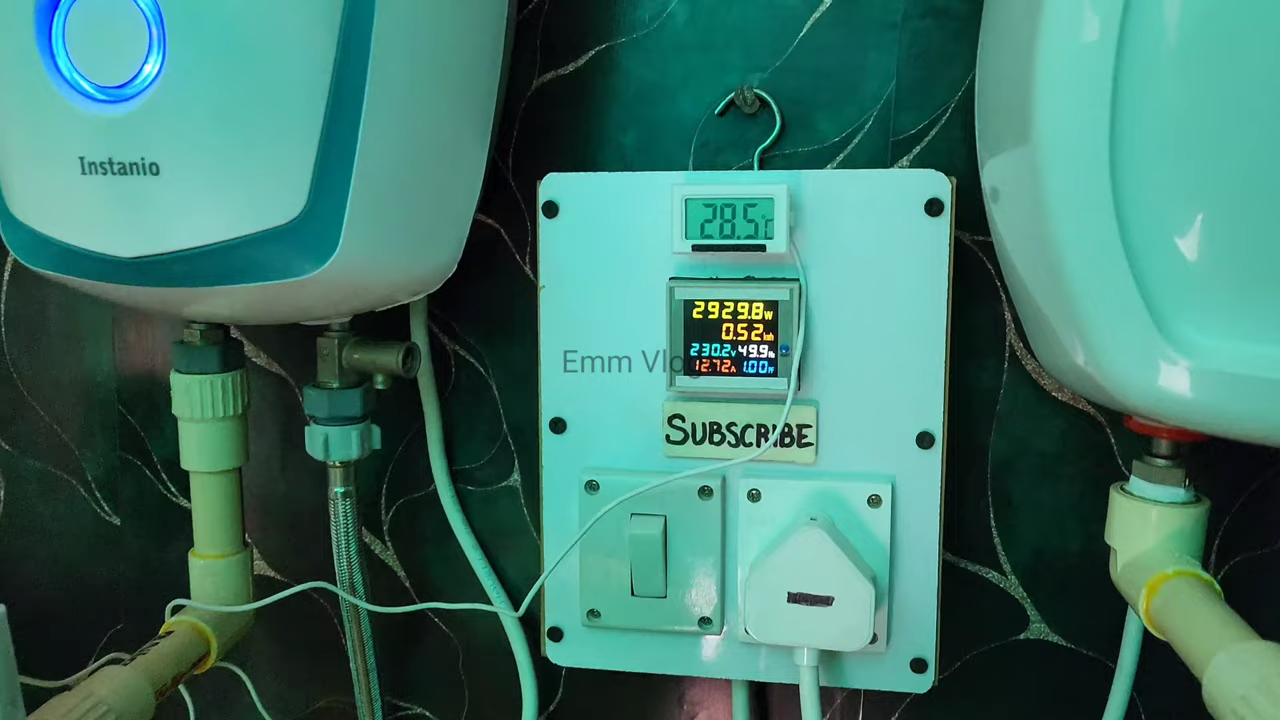 Instanio
28.5°C
2929.8W
0.52kwh
230.2V 49.9Hz
12.72A 1.00PF
Emm Vlog
SUBSCRIBE